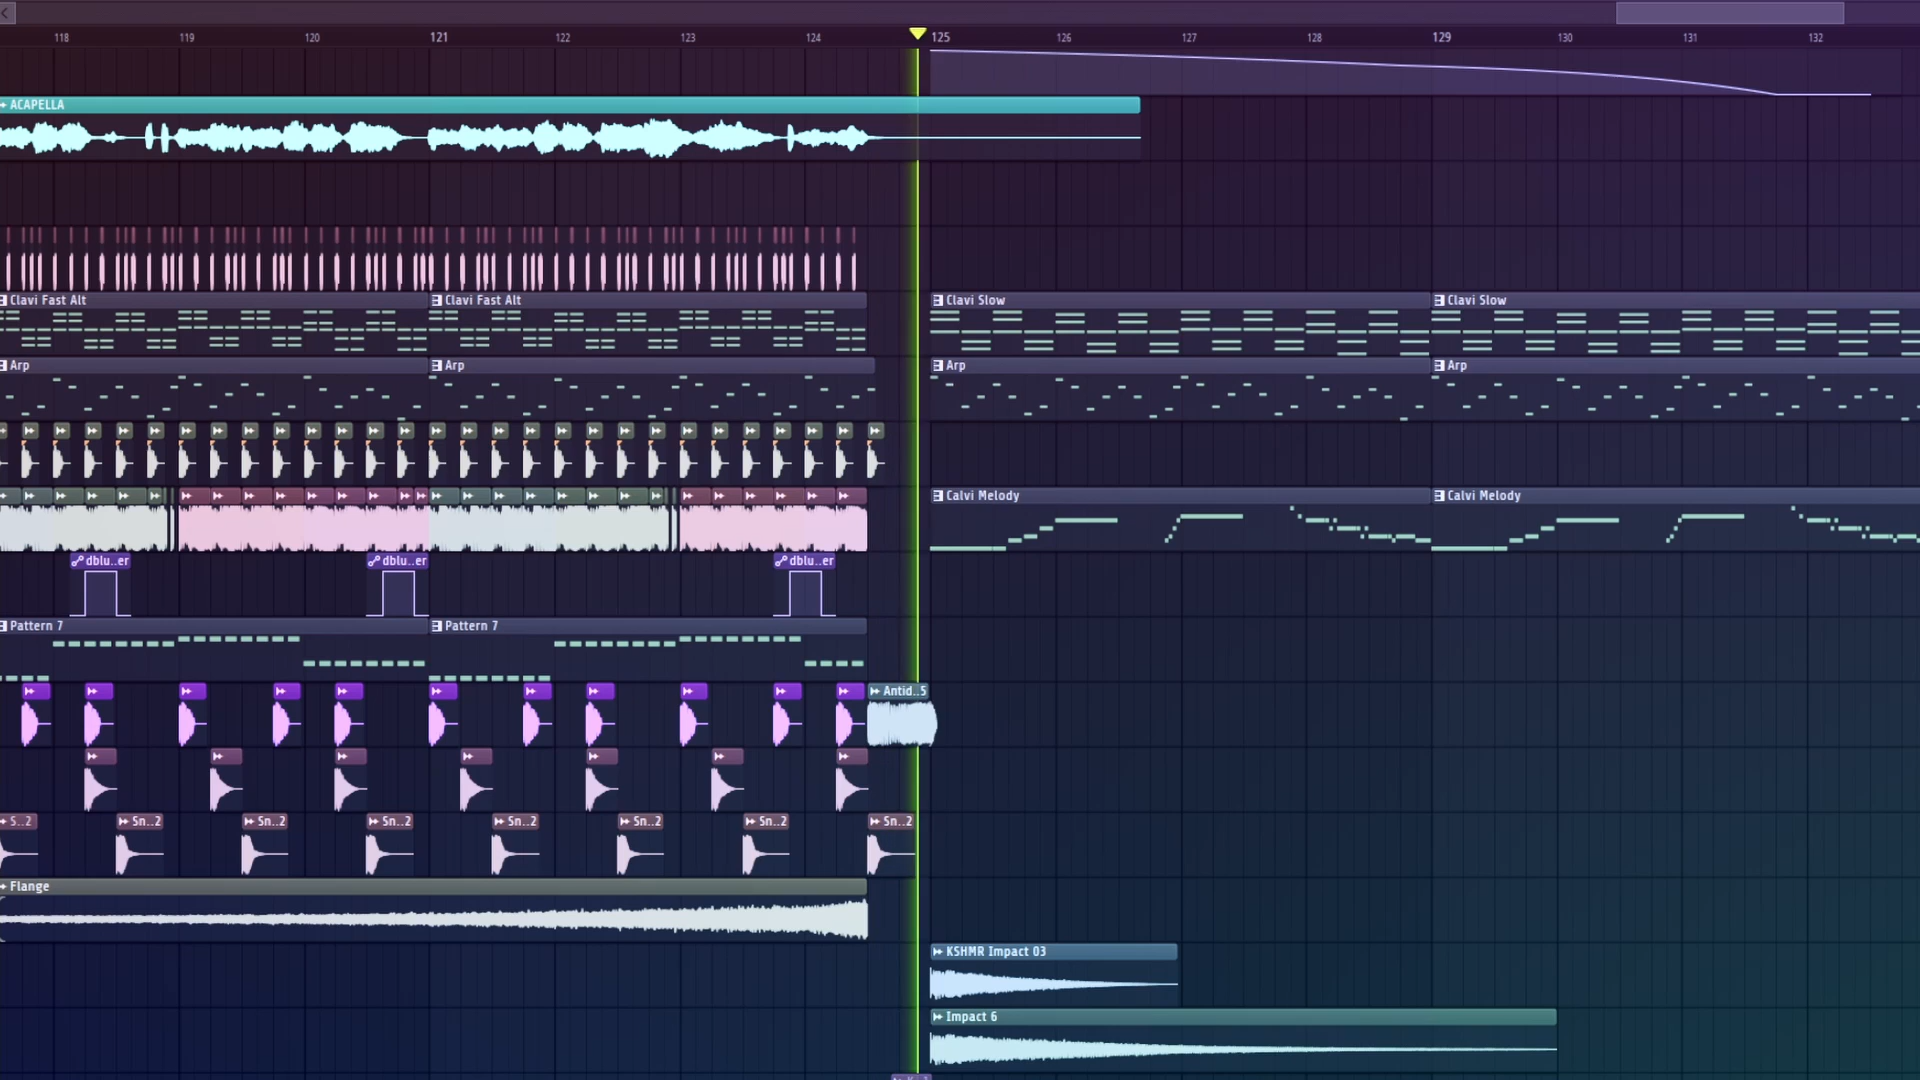 118 119 120 121 122 123 124 125 126 127 128 129 130 131 132
ACAPELLA
Clavi Fast Alt Clavi Fast Alt Clavi Slow Clavi Slow
Arp Arp Arp Arp
Calvi Melody Calvi Melody
dblu..er dblu..er dblu..er
Pattern 7 Pattern 7
Antid..5
S..2 Sn..2 Sn..2 Sn..2 Sn..2 Sn..2 Sn..2 Sn..2
Flange
KSHMR Impact 03
Impact 6